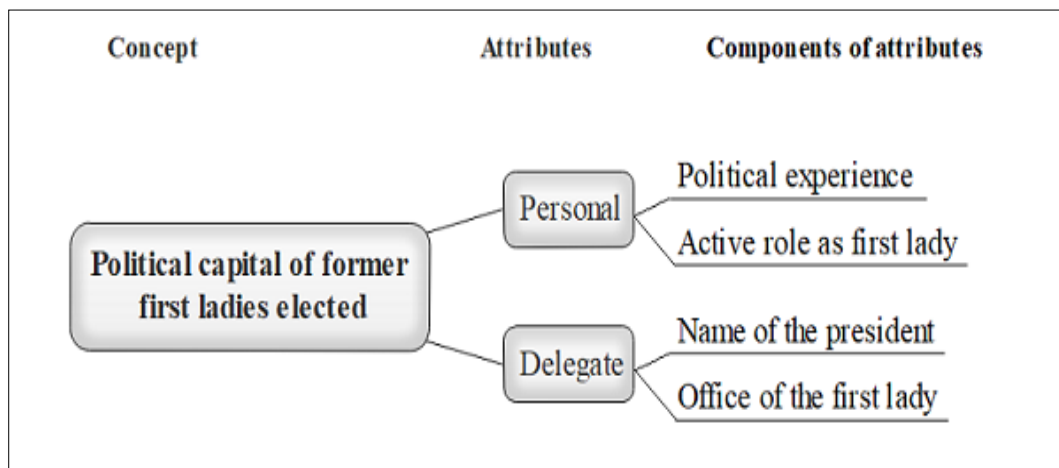 Concept Attributes Components of attributes
Political experience
Personal
Active role as first lady
Political capital of former
first ladies elected
Name of the president
Delegate
Office of the first lady